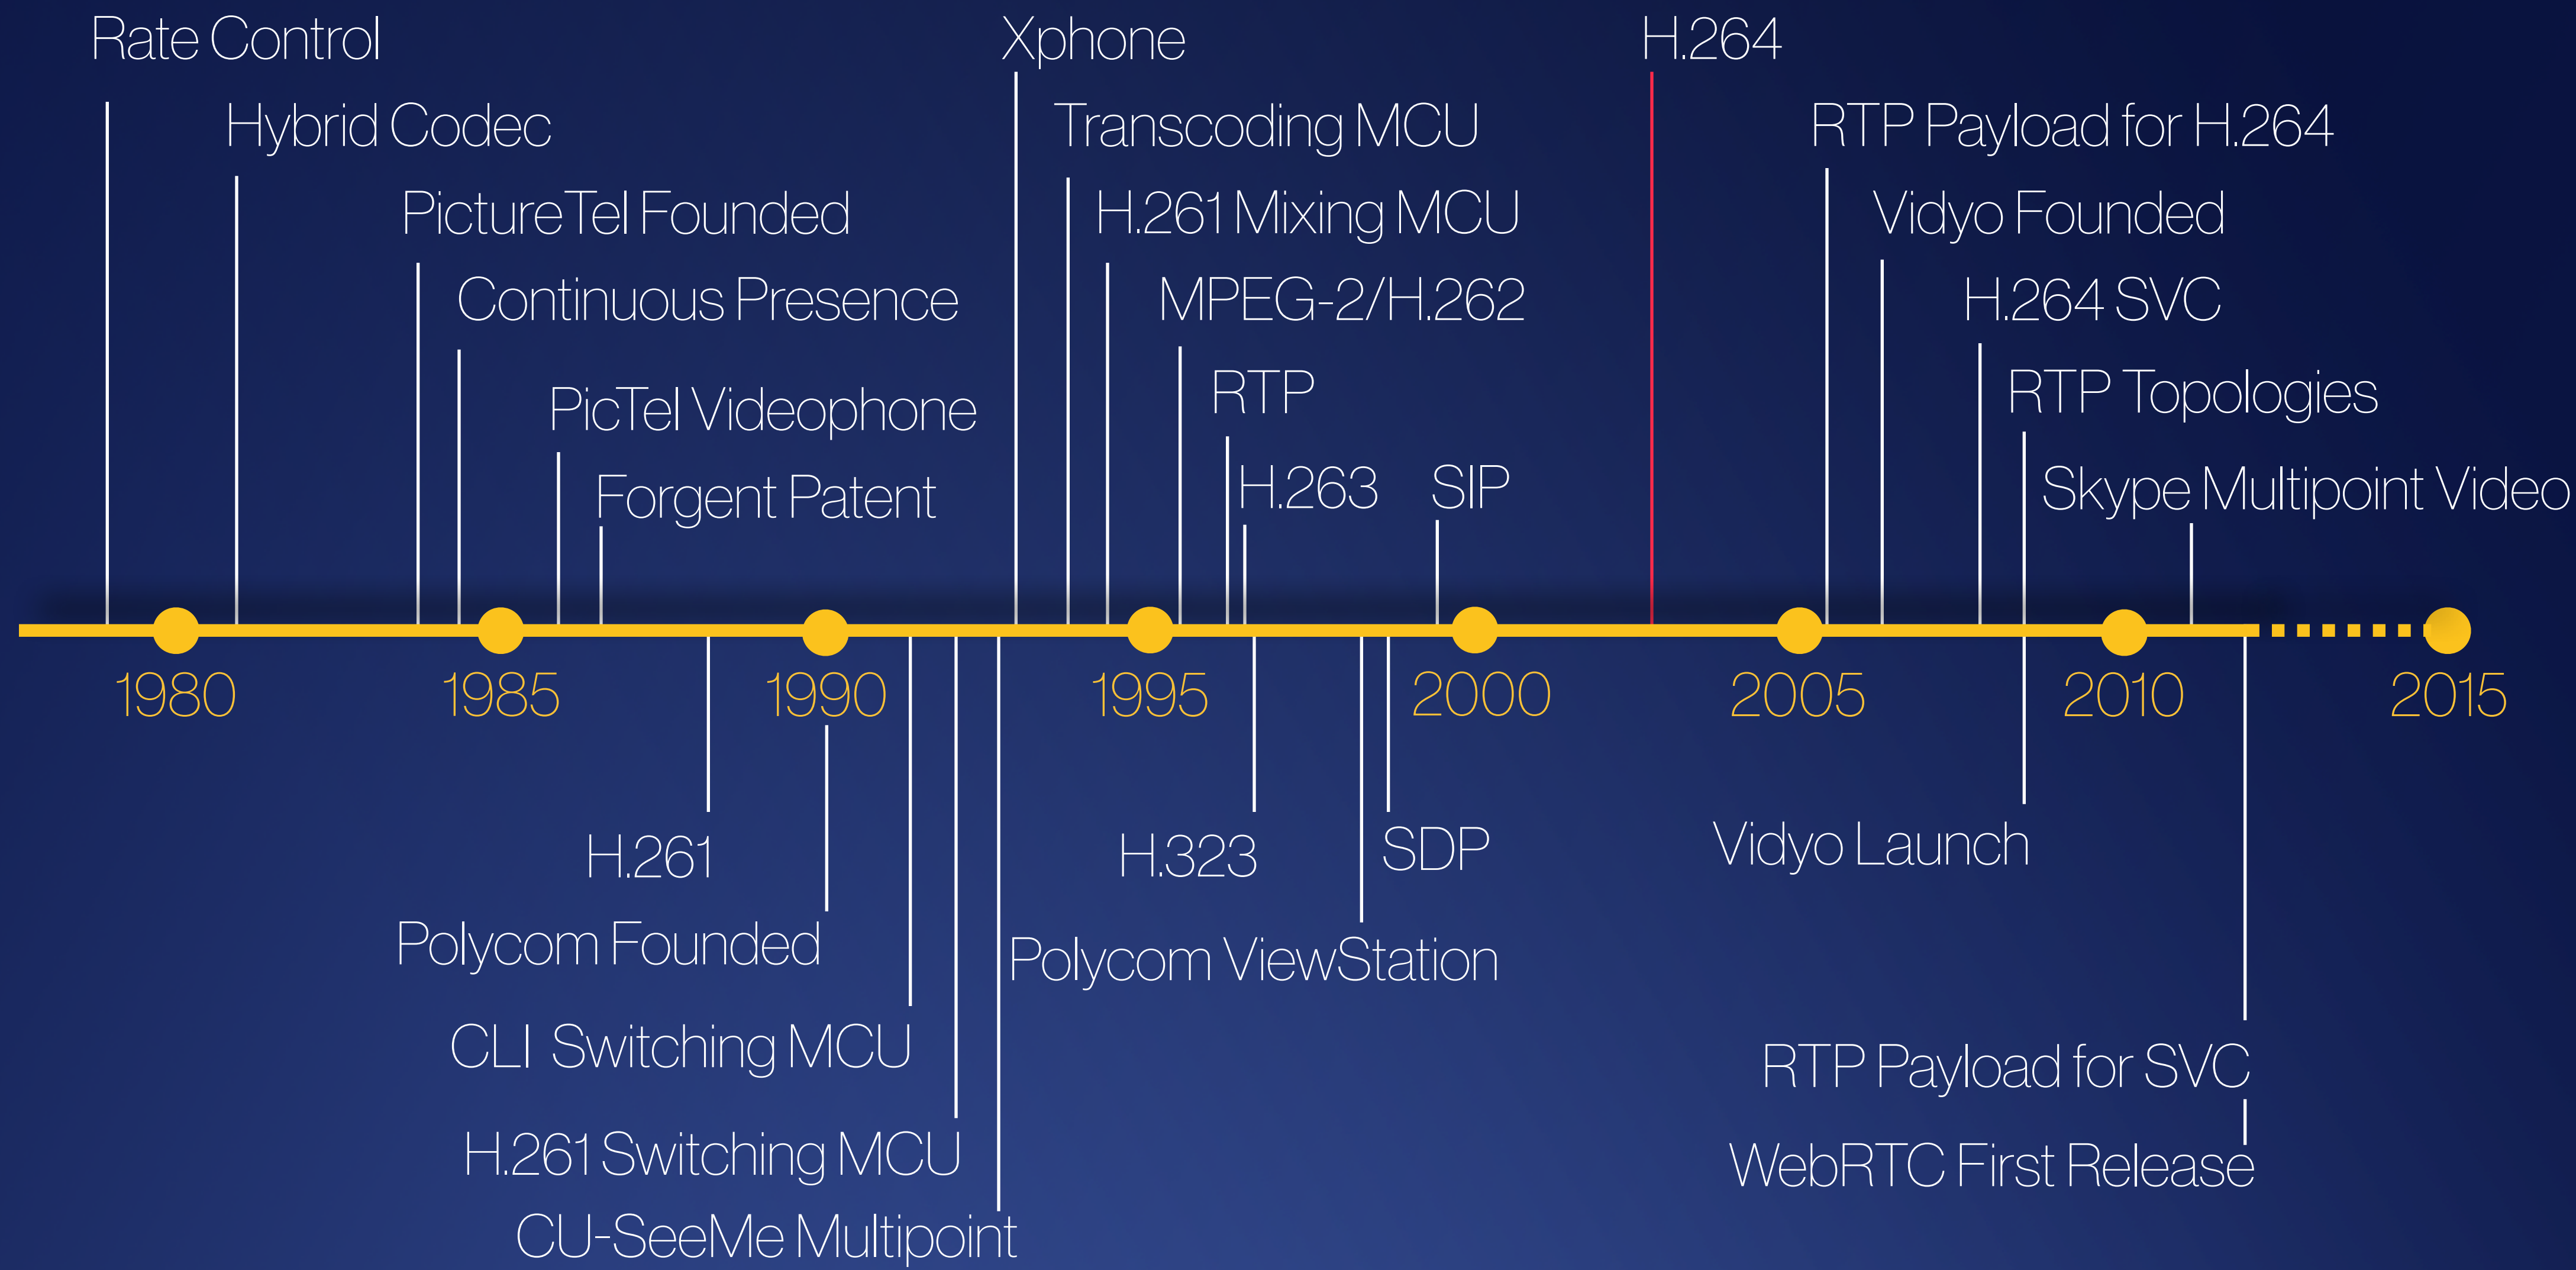 Rate Control
Xphone
H.264
Hybrid Codec
Transcoding MCU
RTP Payload for H.264
PictureTel Founded
H.261 Mixing MCU
Vidyo Founded
Continuous Presence
MPEG-2/H.262
H.264 SVC
PicTel Videophone
RTP
RTP Topologies
Forgent Patent
H.263
SIP
Skype Multipoint Video
1980
1985
1990
1995
2000
2005
2010
2015
H.261
H.323
SDP
Vidyo Launch
Polycom Founded
Polycom ViewStation
CLI Switching MCU
RTP Payload for SVC
H.261 Switching MCU
WebRTC First Release
CU-SeeMe Multipoint